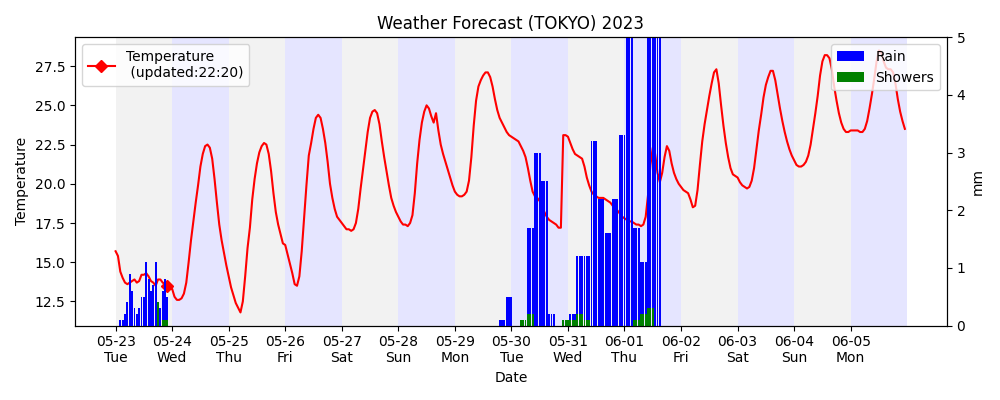 Weather Forecast (TOKYO) 2023
Temperature
(updated:22:20)
Rain
Showers
Temperature
27.5
25.0
22.5
20.0
17.5
15.0
12.5
5
4
3
2
1
0
mm
05-23 05-24 05-25 05-26 05-27 05-28 05-29 05-30 05-31 06-01 06-02 06-03 06-04 06-05
Tue Wed Thu Fri Sat Sun Mon Tue Wed Thu Fri Sat Sun Mon
Date